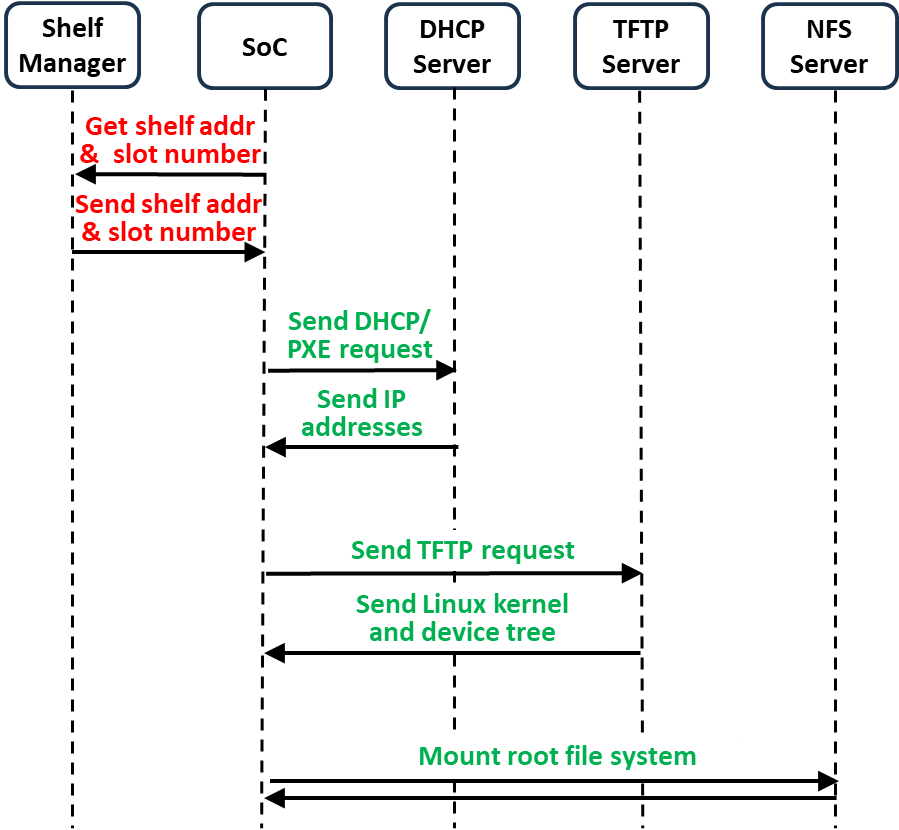 Shelf
Manager
SoC
DHCP
Server
TFTP
Server
NFS
Server
Get shelf addr
& slot number
Send shelf addr
& slot number
Send DHCP/
PXE request
Send IP
addresses
Send TFTP request
Send Linux kernel
and device tree
Mount root file system